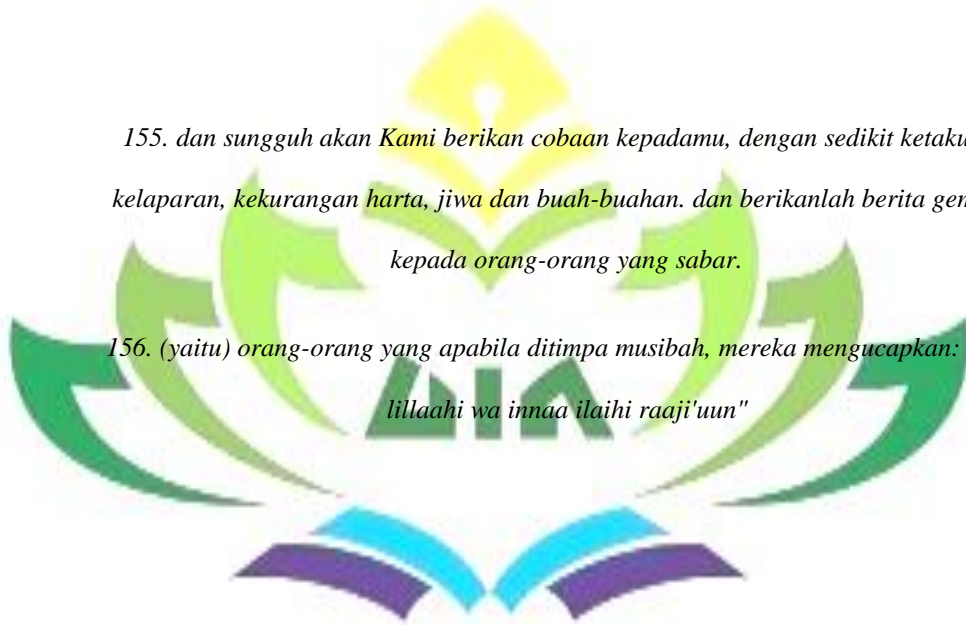 155. dan sungguh akan Kami berikan cobaan kepadamu, dengan sedikit
kelaparan, kekurangan harta, jiwa dan buah-buahan. dan berikanlah berita
kepada orang-orang yang sabar.
156. (yaitu) orang-orang yang apabila ditimpa musibah, mereka mengucapkan:
lillaahi wa innaa ilaihi raaji'uun"